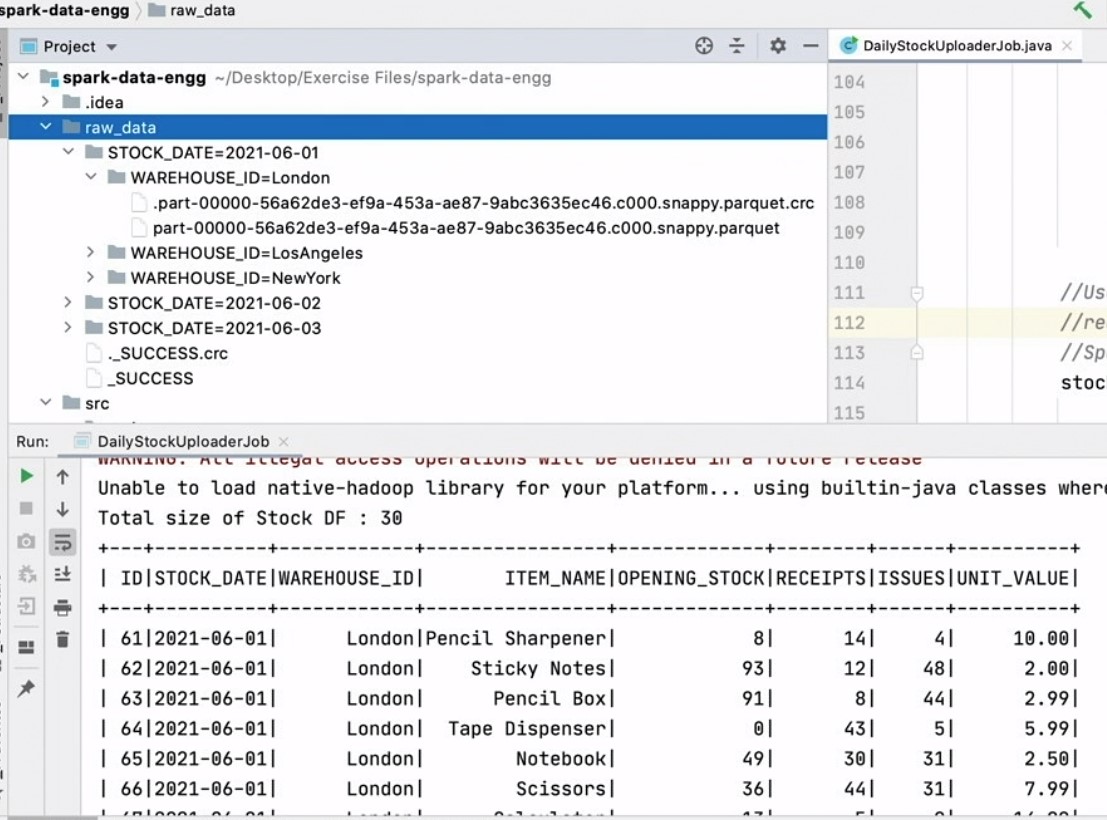 spark-data-engg raw_data
Project
DailyStockUploaderJob.java
spark-data-engg ~/Desktop/Exercise Files/spark-data-engg
.idea
raw_data
STOCK_DATE=2021-06-01
WAREHOUSE_ID=London
.part-00000-56a62de3-ef9a-453a-ae87-9abc3635ec46.c000.snappy.parquet.crc
part-00000-56a62de3-ef9a-453a-ae87-9abc3635ec46.c000.snappy.parquet
WAREHOUSE_ID=LosAngeles
WAREHOUSE_ID=NewYork
STOCK_DATE=2021-06-02
STOCK_DATE=2021-06-03
._SUCCESS.crc
_SUCCESS
src
104
105
106
107
108
109
110
111 //Us
112 //re
113 //Sp
114 stoc
115
Run: DailyStockUploaderJob
WARNING: All illegal access operations will be denied in a future release
Unable to load native-hadoop library for your platform... using builtin-java classes wher
Total size of Stock DF : 30
+---+----------+------------+----------------+-------------+--------+------+----------+
| ID|STOCK_DATE|WAREHOUSE_ID|       ITEM_NAME|OPENING_STOCK|RECEIPTS|ISSUES|UNIT_VALUE|
+---+----------+------------+----------------+-------------+--------+------+----------+
| 61|2021-06-01|      London|Pencil Sharpener|            8|      14|     4|     10.00|
| 62|2021-06-01|      London|    Sticky Notes|           93|      12|    48|      2.00|
| 63|2021-06-01|      London|      Pencil Box|           91|       8|    44|      2.99|
| 64|2021-06-01|      London|  Tape Dispenser|            0|      43|     5|      5.99|
| 65|2021-06-01|      London|        Notebook|           49|      30|    31|      2.50|
| 66|2021-06-01|      London|        Scissors|           36|      44|    31|      7.99|